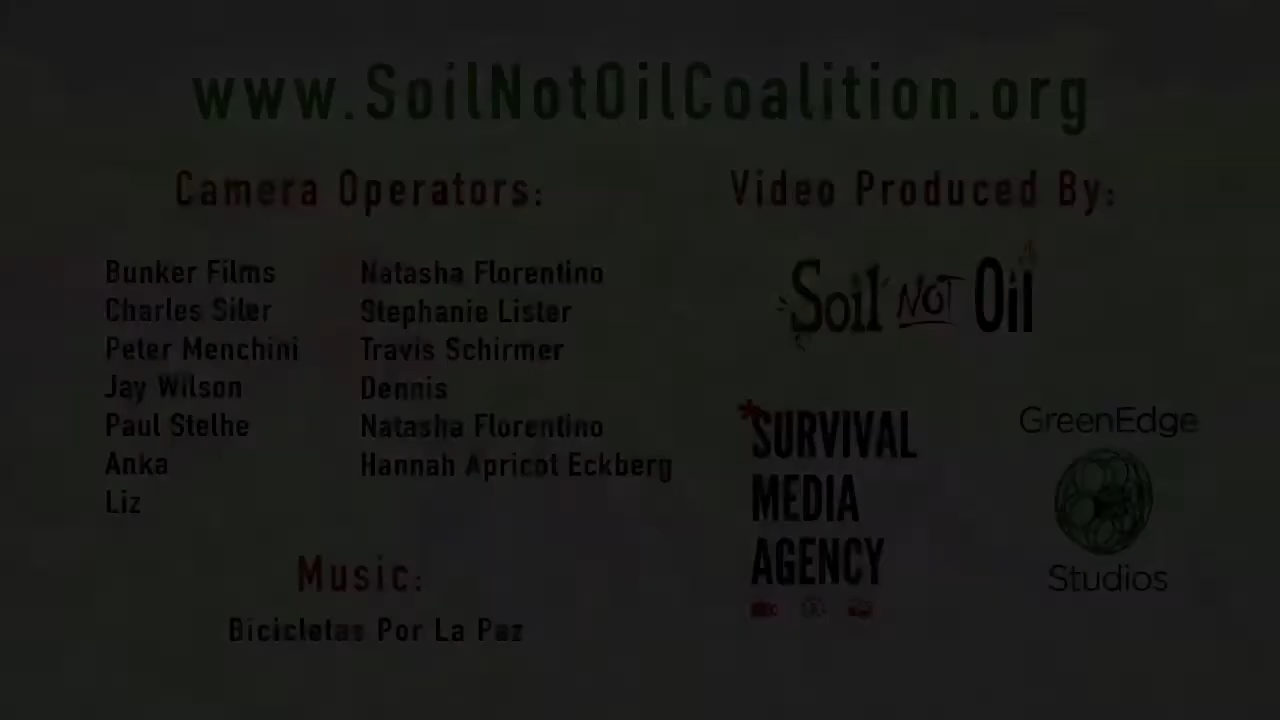 www.SoilNotOilCoalition.org
Camera Operators:
Bunker Films
Charles Siler
Peter Menchini
Jay Wilson
Paul Stelhe
Anka
Liz
Natasha Florentino
Stephanie Lister
Travis Schirmer
Dennis
Natasha Florentino
Hannah Apricot Eckberg
Music:
Bicicletas Por La Paz
Video Produced By:
Soil NOT Oil
*SURVIVAL
MEDIA
AGENCY
GreenEdge
Studios